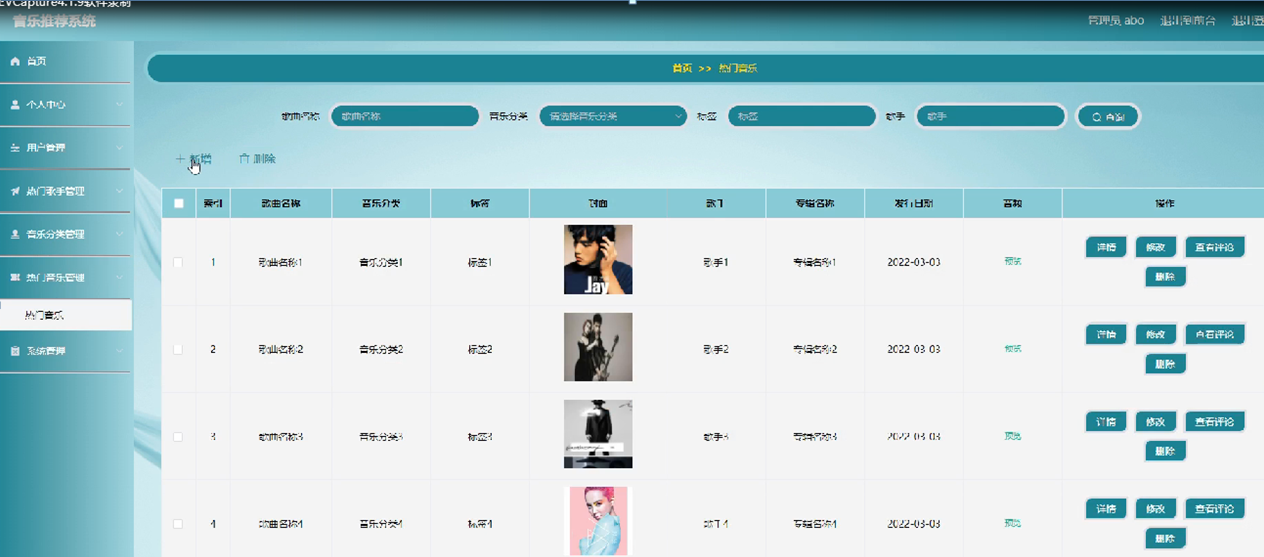 EVCapture4.1.9软件录制
音乐推荐系统
管理员 abo 退出到前台
首页
个人中心
用户管理
热门歌手管理
音乐分类管理
热门音乐管理
热门音乐
系统管理
首页 >> 热门音乐
歌曲名称 歌曲名称 音乐分类 请选择音乐分类 标签 标签 歌手 歌手 查询
新增 删除
索引 歌曲名称 音乐分类 标签 封面 歌手 专辑名称 发行日期 音频 操作
1 歌曲名称1 音乐分类1 标签1 Jay 歌手1 专辑名称1 2022-03-03 预览 详情 修改 查看评论
删除
2 歌曲名称2 音乐分类2 标签2 歌手2 专辑名称2 2022-03-03 预览 详情 修改 查看评论
删除
3 歌曲名称3 音乐分类3 标签3 歌手3 专辑名称3 2022-03-03 预览 详情 修改 查看评论
删除
4 歌曲名称4 音乐分类4 标签4 歌手4 专辑名称4 2022-03-03 预览 详情 修改 查看评论
删除